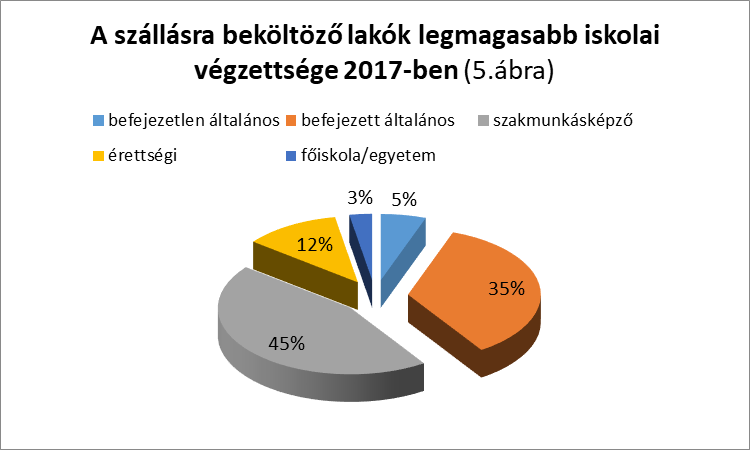 A szállásra beköltöző lakók legmagasabb iskolai
végzettsége 2017-ben (5.ábra)
befejezetlen általános befejezett általános szakmunkásképző
érettségi főiskola/egyetem
3% 5%
12%
35%
45%